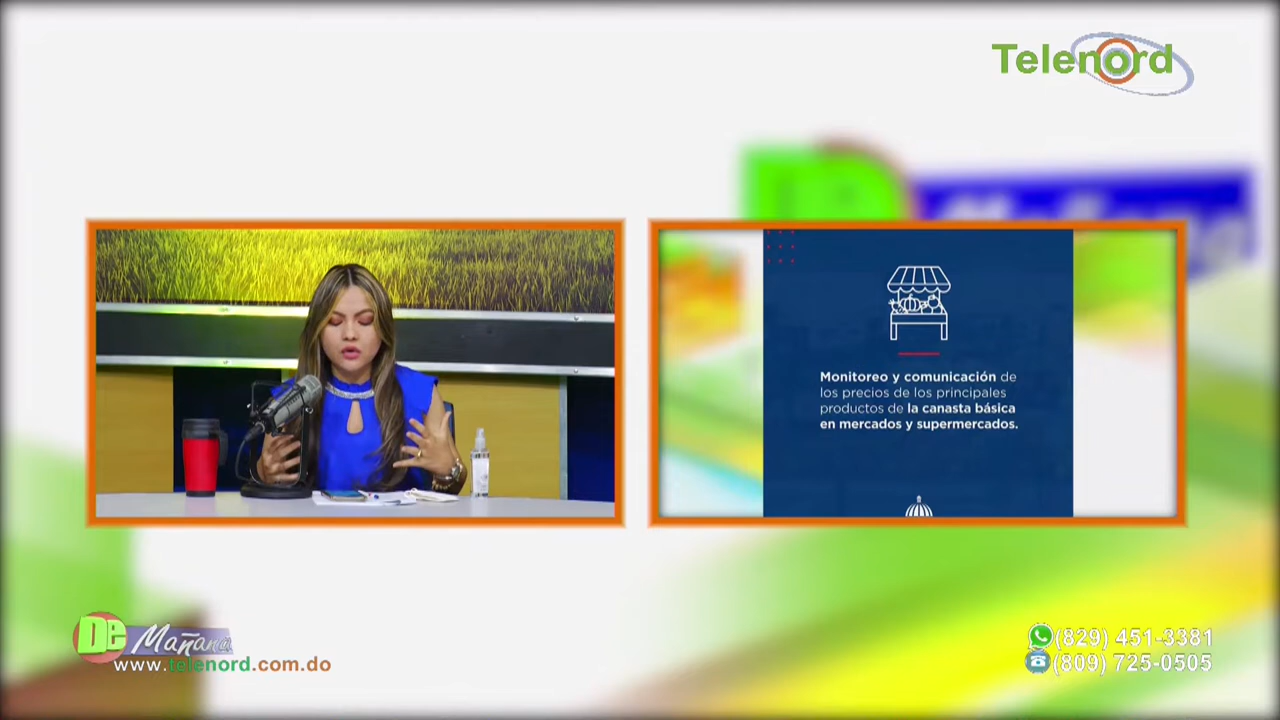 Telenord
Monitoreo y comunicación de
los precios de los principales
productos de la canasta básica
en mercados y supermercados.
De Mañana
www.telenord.com.do
(829) 451-3381
(809) 725-0505